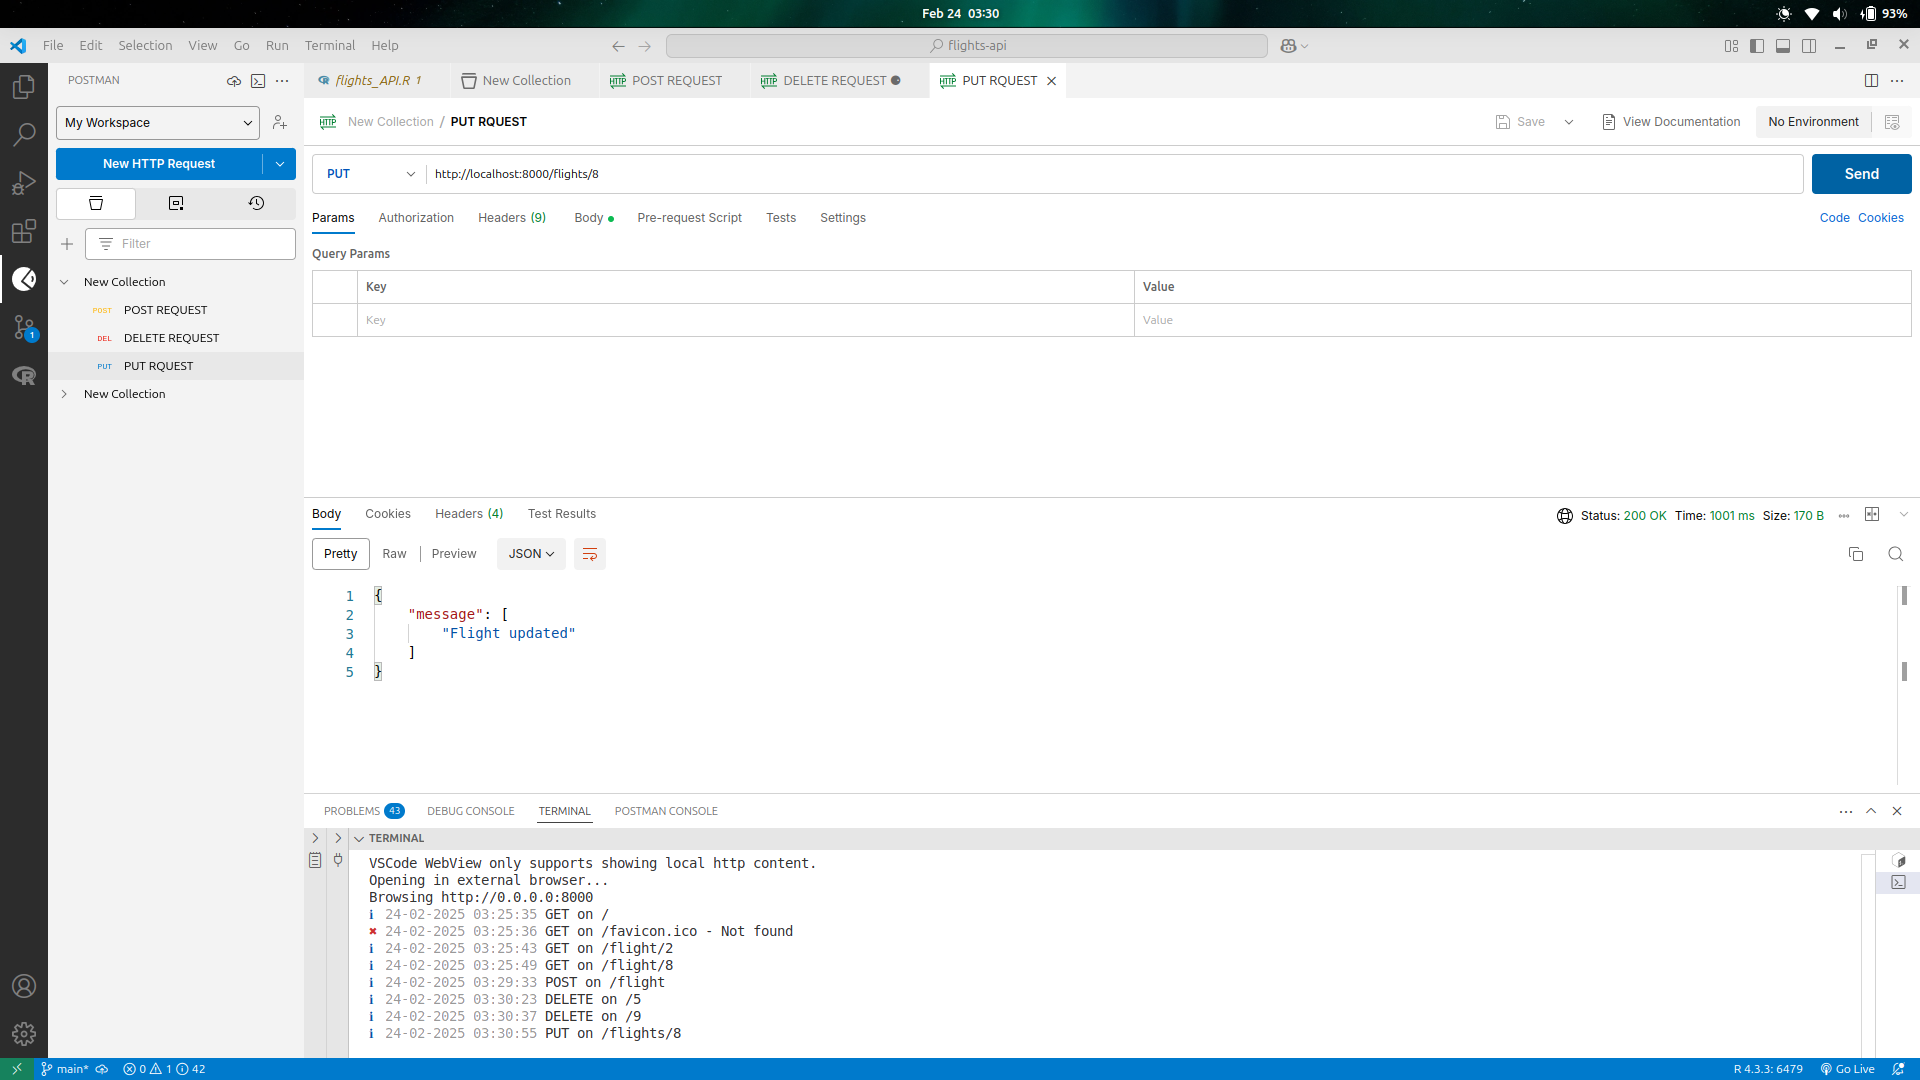 Feb 24 03:30
93%
File Edit Selection View Go Run Terminal Help
flights-api
POSTMAN
flights_API.R 1
New Collection
POST REQUEST
DELETE REQUEST
PUT RQUEST
My Workspace
New Collection / PUT RQUEST
Save
View Documentation
No Environment
New HTTP Request
PUT
http://localhost:8000/flights/8
Send
Params Authorization Headers (9) Body Pre-request Script Tests Settings
Code Cookies
Filter
Query Params
New Collection
Key Value
POST POST REQUEST
Key Value
DEL DELETE REQUEST
PUT PUT RQUEST
New Collection
Body Cookies Headers (4) Test Results
Status: 200 OK Time: 1001 ms Size: 170 B
Pretty Raw Preview JSON
1 {
2 "message": [
3 "Flight updated"
4 ]
5 }
PROBLEMS 43 DEBUG CONSOLE TERMINAL POSTMAN CONSOLE
TERMINAL
VSCode WebView only supports showing local http content.
Opening in external browser...
Browsing http://0.0.0.0:8000
ℹ 24-02-2025 03:25:35 GET on /
✖ 24-02-2025 03:25:36 GET on /favicon.ico - Not found
ℹ 24-02-2025 03:25:43 GET on /flight/2
ℹ 24-02-2025 03:25:49 GET on /flight/8
ℹ 24-02-2025 03:29:33 POST on /flight
ℹ 24-02-2025 03:30:23 DELETE on /5
ℹ 24-02-2025 03:30:37 DELETE on /9
ℹ 24-02-2025 03:30:55 PUT on /flights/8
main* 0 1 42
R 4.3.3: 6479 Go Live